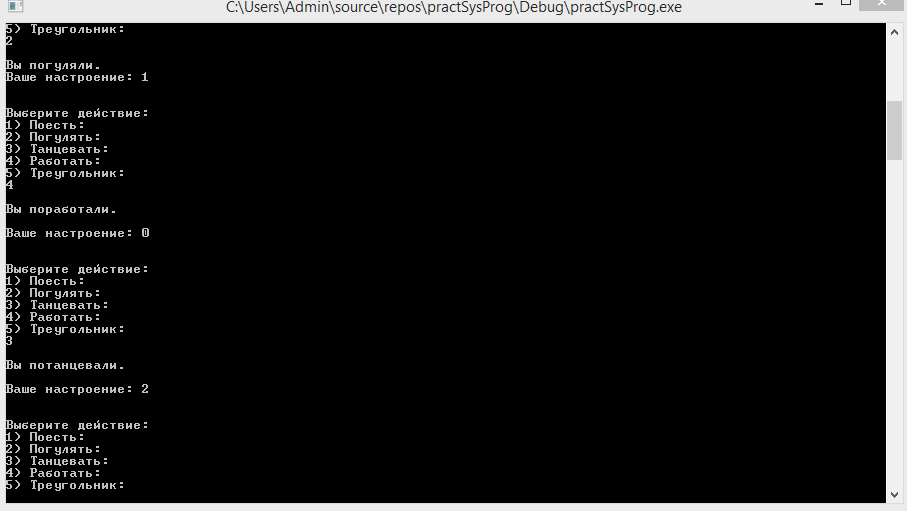 C:\Users\Admin\source\repos\practSysProg\Debug\practSysProg.exe
5) Треугольник:
2
Вы погуляли.
Ваше настроение: 1
Выберите действие:
1) Поесть:
2) Погулять:
3) Танцевать:
4) Работать:
5) Треугольник:
4
Вы поработали.
Ваше настроение: 0
Выберите действие:
1) Поесть:
2) Погулять:
3) Танцевать:
4) Работать:
5) Треугольник:
3
Вы потанцевали.
Ваше настроение: 2
Выберите действие:
1) Поесть:
2) Погулять:
3) Танцевать:
4) Работать:
5) Треугольник: